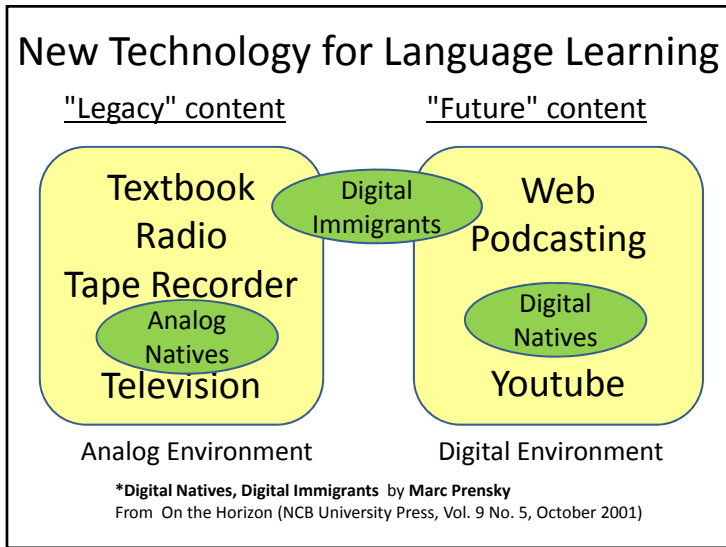 New Technology for Language Learning
"Legacy" content
"Future" content
Textbook
Radio
Tape Recorder
Analog
Natives
Television
Digital
Immigrants
Web
Podcasting
Digital
Natives
Youtube
Analog Environment
Digital Environment
*Digital Natives, Digital Immigrants by Marc Prensky
From On the Horizon (NCB University Press, Vol. 9 No. 5, October 2001)